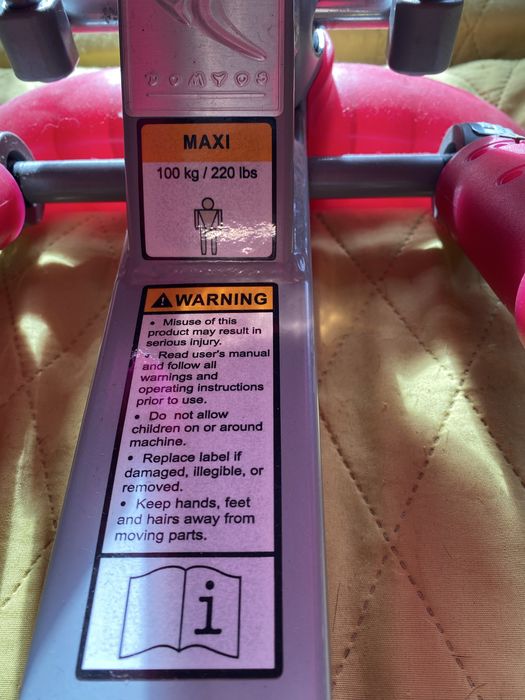 DOMYOS
MAXI
100 kg / 220 lbs
WARNING
• Misuse of this
product may result in
serious injury.
Read user's manual
and follow all
warnings and
operating instructions
prior to use.
• Do not allow
children on or around
machine.
• Replace label if
damaged, illegible, or
removed.
• Keep hands, feet
and hairs away from
moving parts.
i